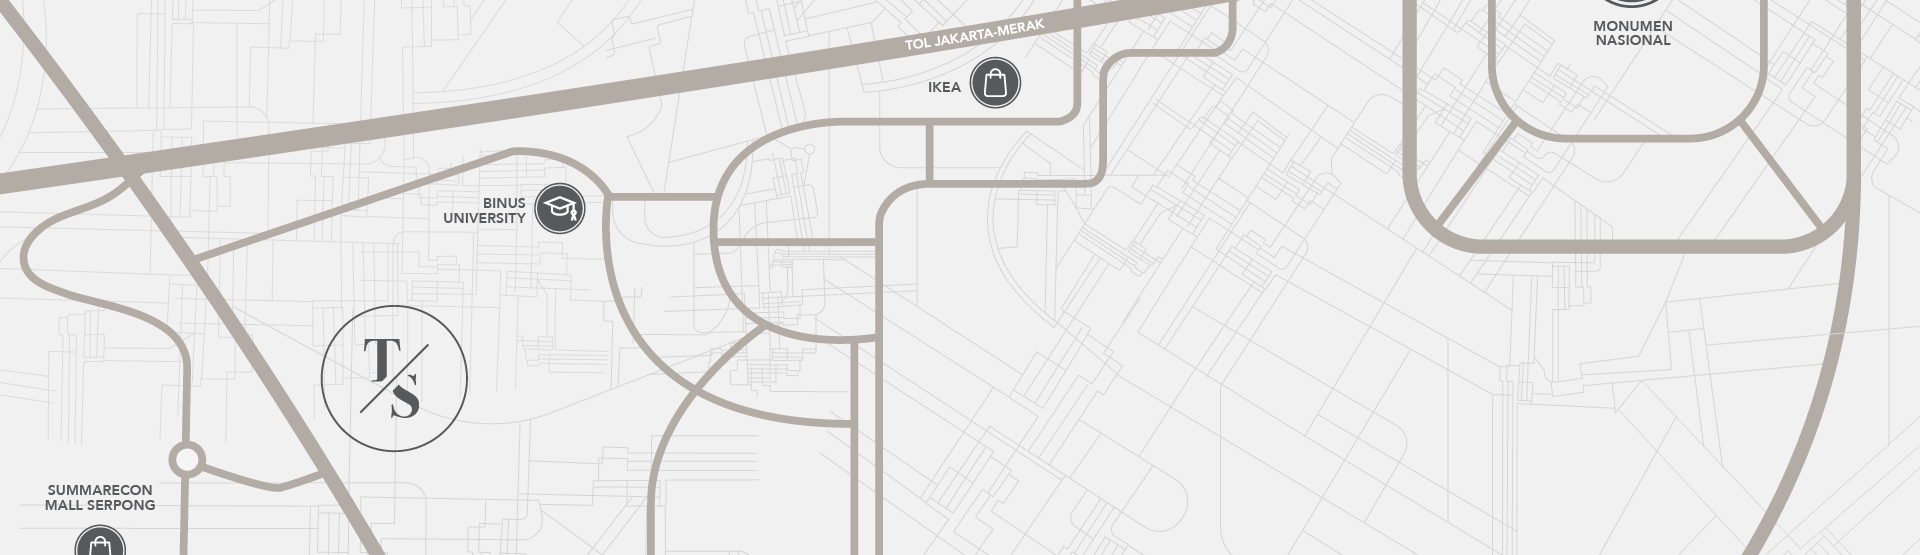 MONUMEN
NASIONAL
TOL JAKARTA-MERAK
IKEA
BINUS
UNIVERSITY
T/S
SUMMARECON
MALL SERPONG